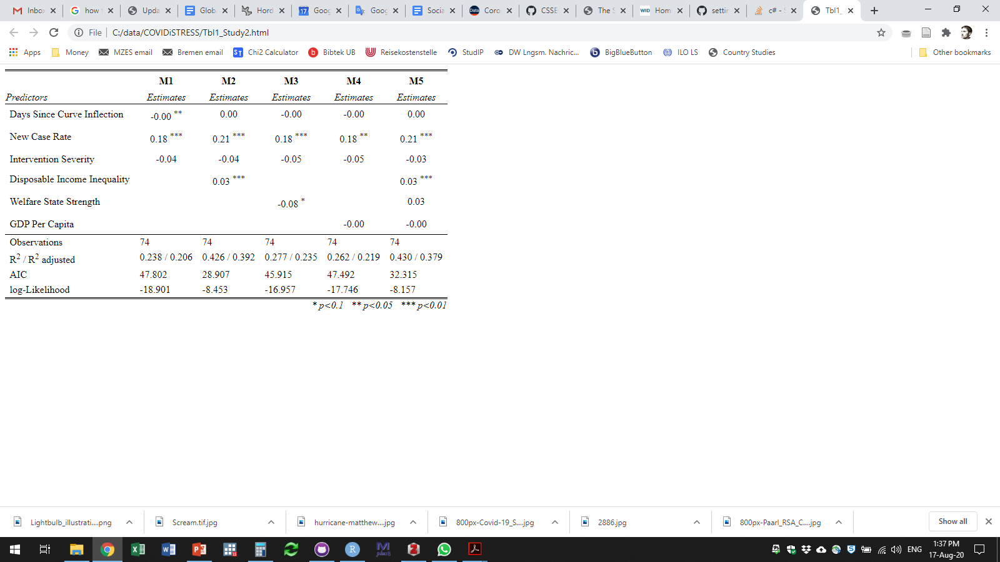 Inbo
how
Upda
Glob
Hord
Goog
Goog
Socia
Data
Coro
CSSE
The S
WID
Hom
settin
c# - S
Tbl1_
File
C:/data/COVIDiSTRESS/Tbl1_Study2.html
Apps
Money
MZES email
Bremen email
ST
Chi2 Calculator
Bibtek UB
Reisekostenstelle
StudIP
DW Lngsm. Nachric...
BigBlueButton
ILO LS
Country Studies
Other bookmarks
M1 M2 M3 M4 M5
Predictors Estimates Estimates Estimates Estimates Estimates
Days Since Curve Inflection -0.00 ** 0.00 -0.00 -0.00 0.00
New Case Rate 0.18 *** 0.21 *** 0.18 *** 0.18 ** 0.21 ***
Intervention Severity -0.04 -0.04 -0.05 -0.05 -0.03
Disposable Income Inequality 0.03 *** 0.03 ***
Welfare State Strength -0.08 * 0.03
GDP Per Capita -0.00 -0.00
Observations 74 74 74 74 74
R2 / R2 adjusted 0.238 / 0.206 0.426 / 0.392 0.277 / 0.235 0.262 / 0.219 0.430 / 0.379
AIC 47.802 28.907 45.915 47.492 32.315
log-Likelihood -18.901 -8.453 -16.957 -17.746 -8.157
* p<0.1 ** p<0.05 *** p<0.01
Lightbulb_illustrati....png
Scream.tif.jpg
hurricane-matthew....jpg
800px-Covid-19_S....jpg
2886.jpg
800px-Paarl_RSA_C....jpg
Show all
ENG
1:37 PM
17-Aug-20